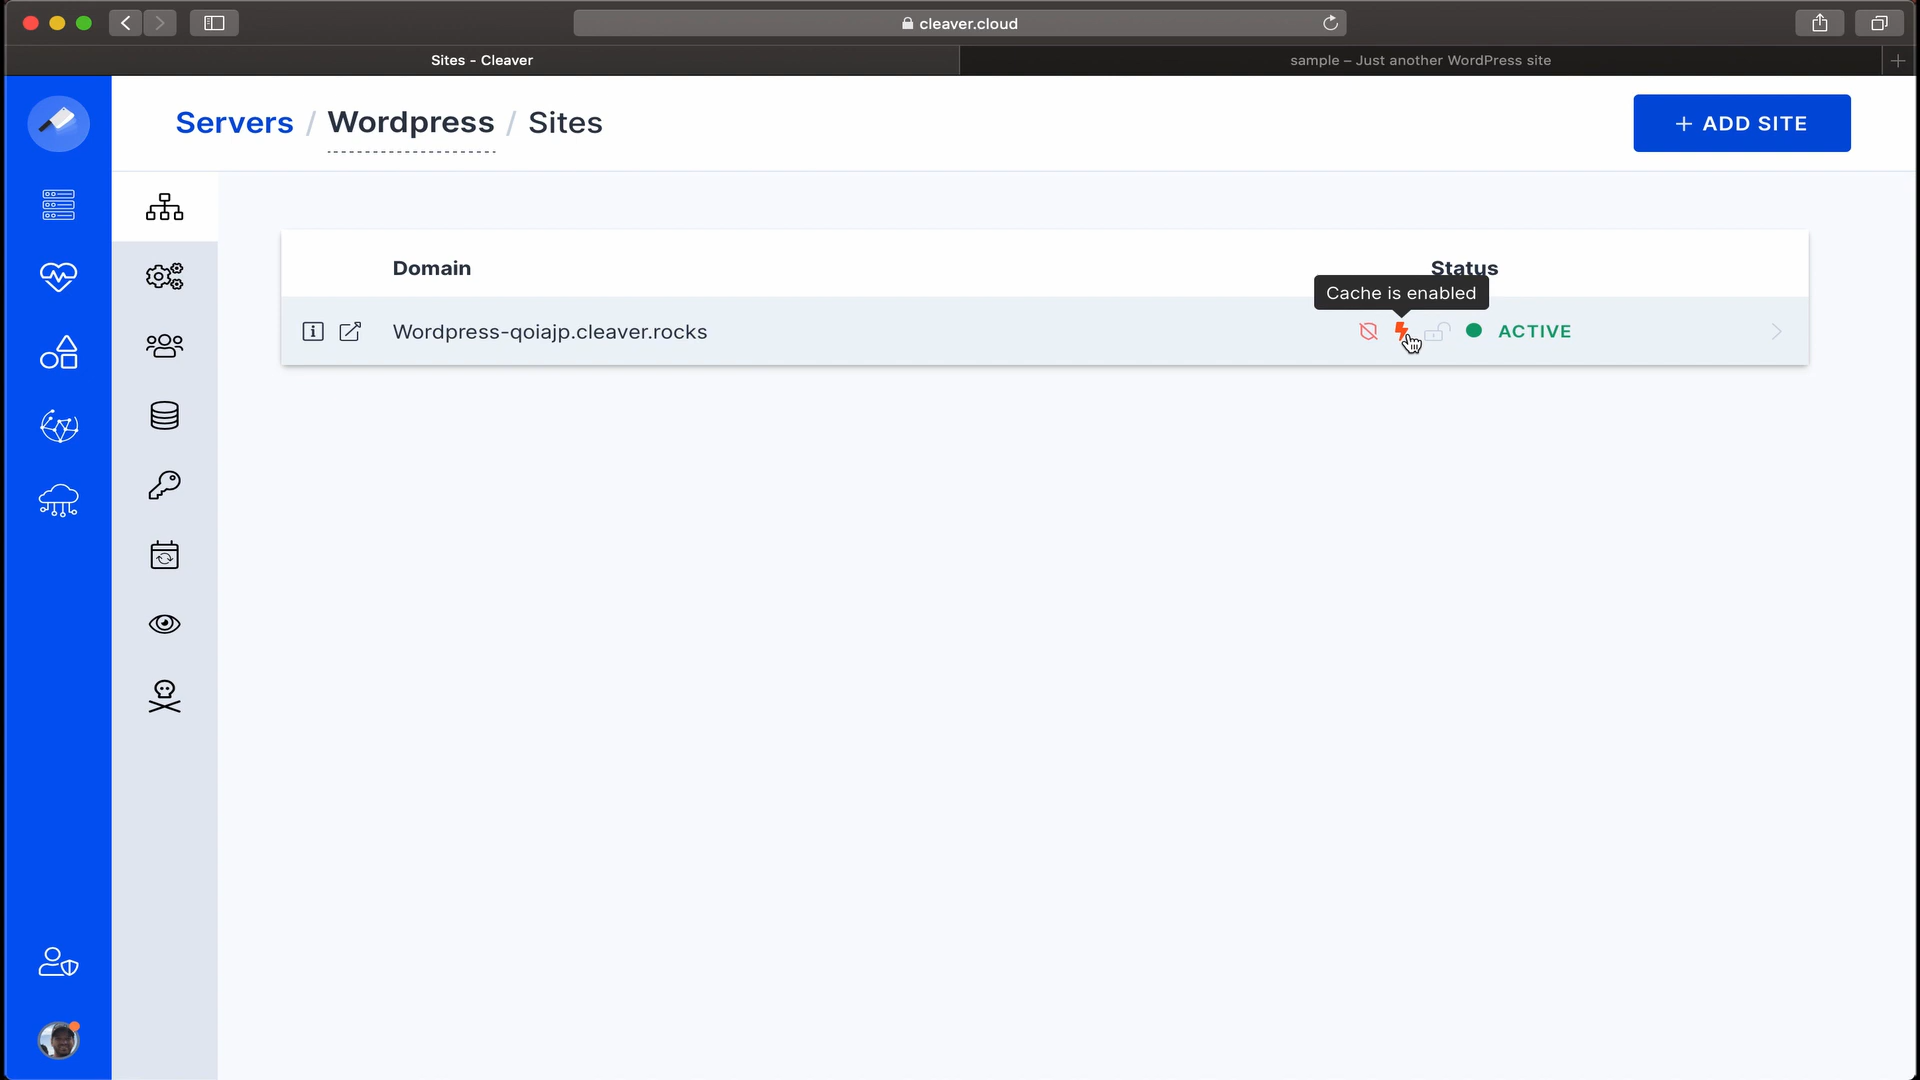 cleaver.cloud
Sites - Cleaver
sample – Just another WordPress site
Servers / Wordpress / Sites
+ ADD SITE
Domain
Status
Cache is enabled
Wordpress-qoiajp.cleaver.rocks
ACTIVE